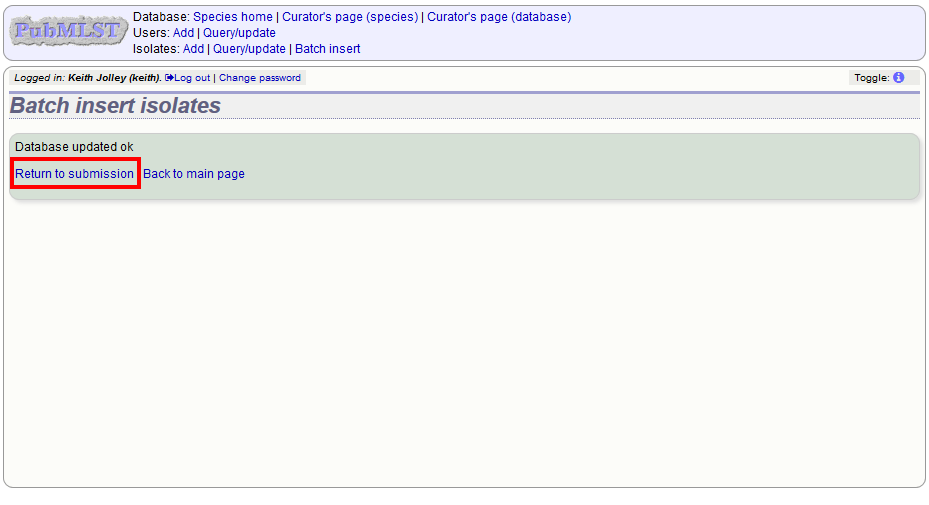 PubMLST
Database: Species home | Curator's page (species) | Curator's page (database)
Users: Add | Query/update
Isolates: Add | Query/update | Batch insert
Logged in: Keith Jolley (keith). Log out | Change password
Toggle: i
Batch insert isolates
Database updated ok
Return to submission Back to main page